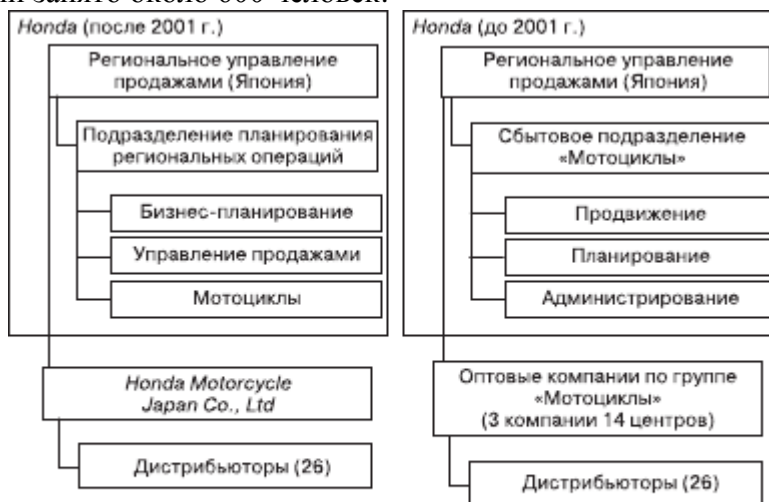 Honda (после 2001 г.)
Региональное управление
продажами (Япония)
Подразделение планирования
региональных операций
Бизнес-планирование
Управление продажами
Мотоциклы
Honda Motorcycle
Japan Co., Ltd
Дистрибьюторы (26)
Honda (до 2001 г.)
Региональное управление
продажами (Япония)
Сбытовое подразделение
«Мотоциклы»
Продвижение
Планирование
Администрирование
Оптовые компании по группе
«Мотоциклы»
(3 компании 14 центров)
Дистрибьюторы (26)